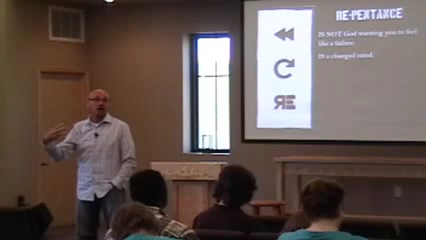 RE-PENTANCE
IS NOT God wanting you to feel
like a failure.
IS a changed mind.
RE